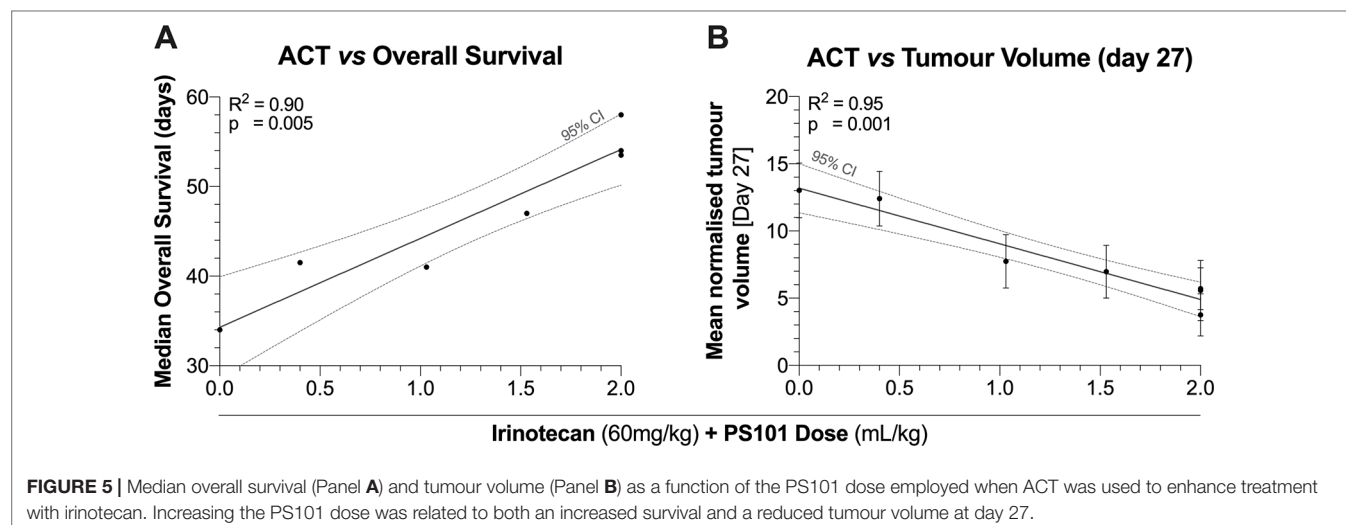 A
ACT vs Overall Survival
Median Overall Survival (days)
60
50
40
30
R² = 0.90
p = 0.005
95% CI
0.0 0.5 1.0 1.5 2.0
B
ACT vs Tumour Volume (day 27)
Mean normalised tumour
volume [Day 27]
20
15
10
5
0
R² = 0.95
p = 0.001
95% CI
0.0 0.5 1.0 1.5 2.0
Irinotecan (60mg/kg) + PS101 Dose (mL/kg)
FIGURE 5 | Median overall survival (Panel A) and tumour volume (Panel B) as a function of the PS101 dose employed when ACT was used to enhance treatment
with irinotecan. Increasing the PS101 dose was related to both an increased survival and a reduced tumour volume at day 27.